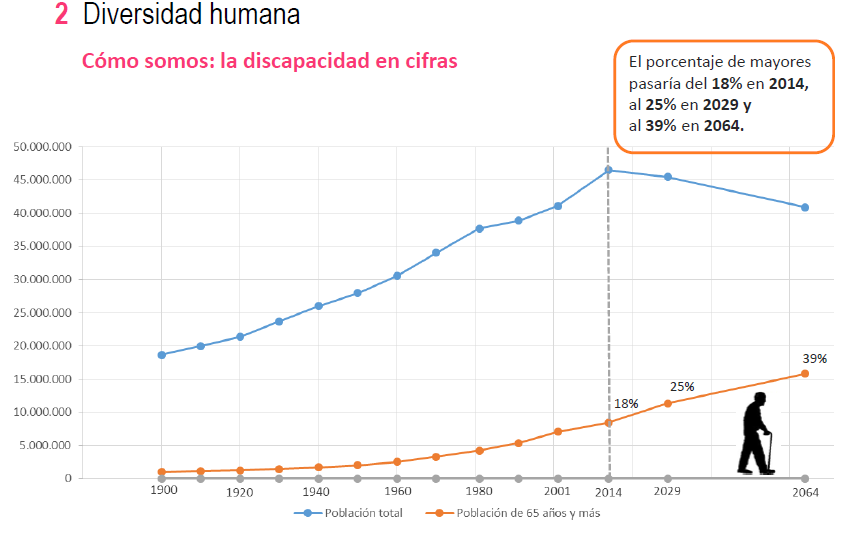 2 Diversidad humana
Cómo somos: la discapacidad en cifras
El porcentaje de mayores
pasaría del 18% en 2014,
al 25% en 2029 y
al 39% en 2064.
50.000.000
45.000.000
40.000.000
35.000.000
30.000.000
25.000.000
20.000.000
15.000.000
10.000.000
5.000.000
0
39%
25%
18%
1900 1920 1940 1960 1980 2001 2014 2029 2064
Población total Población de 65 años y más